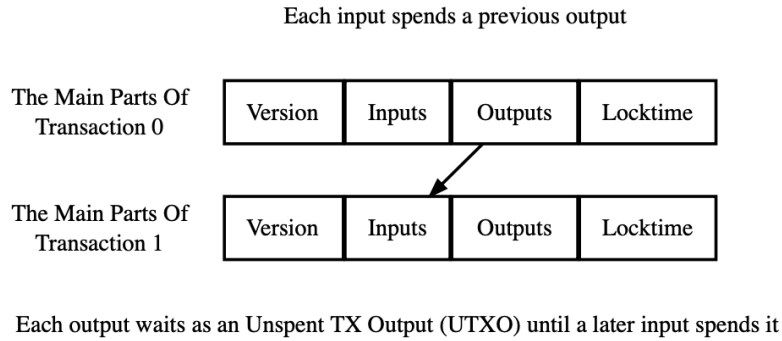 Each input spends a previous output
The Main Parts Of
Transaction 0
Version Inputs Outputs Locktime
The Main Parts Of
Transaction 1
Version Inputs Outputs Locktime
Each output waits as an Unspent TX Output (UTXO) until a later input spends it